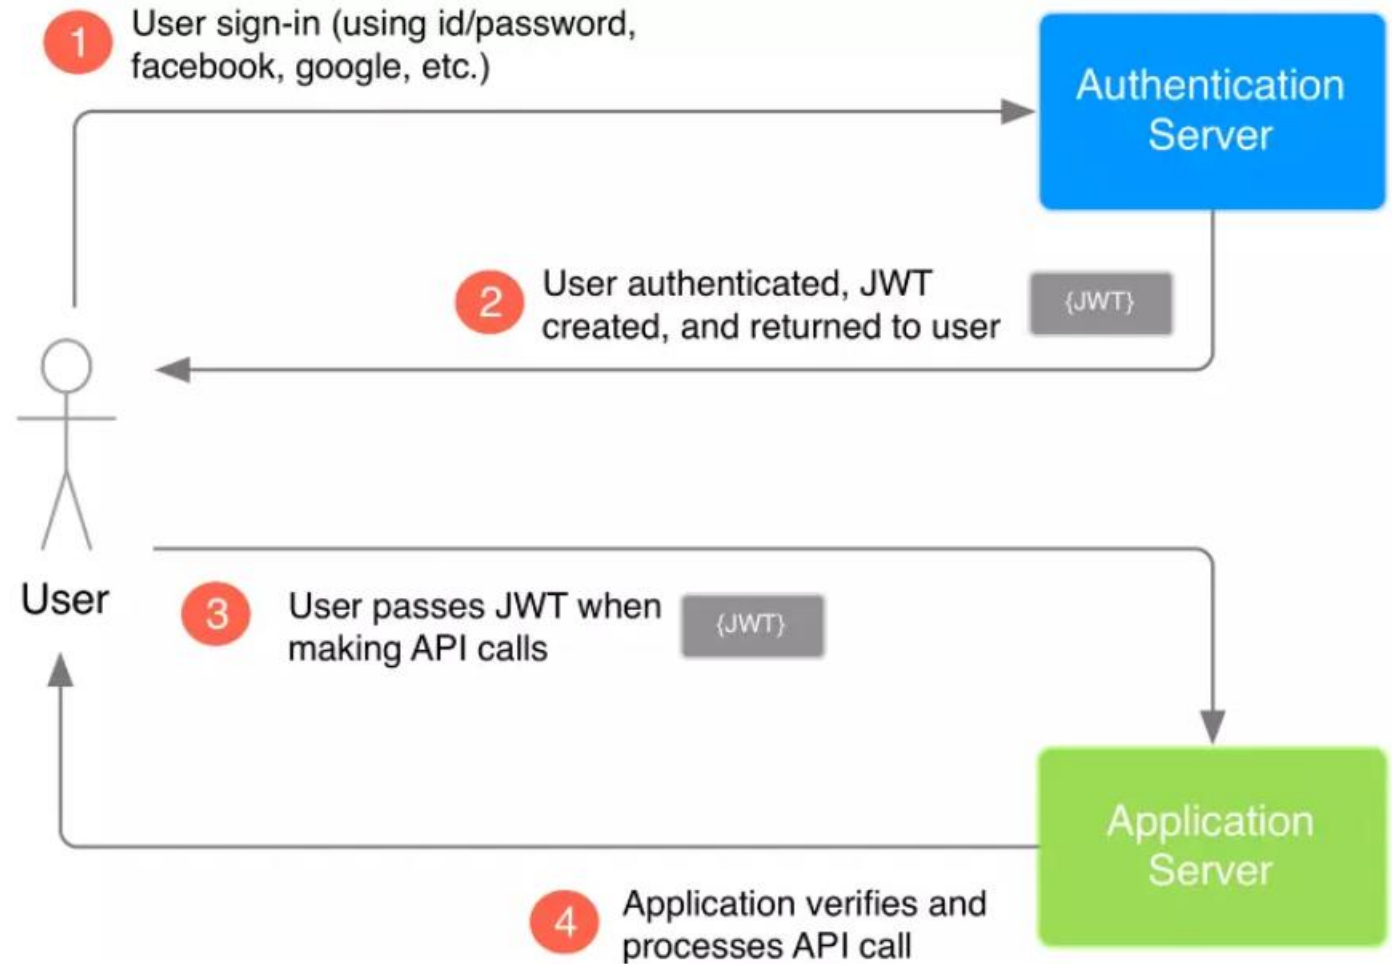 1
User sign-in (using id/password,
facebook, google, etc.)
Authentication
Server
2
User authenticated, JWT
created, and returned to user
{JWT}
User
3
User passes JWT when
making API calls
{JWT}
Application
Server
4
Application verifies and
processes API call